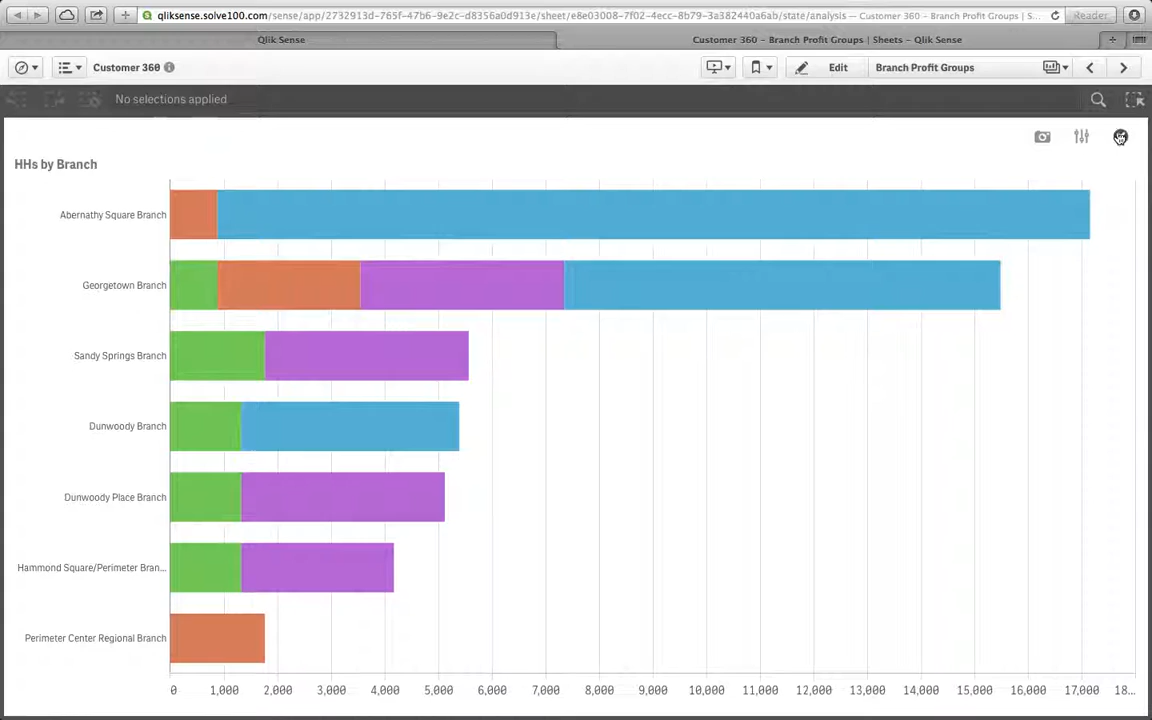 qliksense.solve100.com/sense/app/2732913d-765f-47b6-9e2c-d8356a0d913e/sheet/e8e03008-7f02-4ecc-8b79-3a382440a6ab/state/analysis — Customer 360 – Branch Profit Groups | S...
Reader
Qlik Sense
Customer 360 – Branch Profit Groups | Sheets – Qlik Sense
Customer 360
Edit
Branch Profit Groups
No selections applied
HHs by Branch
Abernathy Square Branch
Georgetown Branch
Sandy Springs Branch
Dunwoody Branch
Dunwoody Place Branch
Hammond Square/Perimeter Bran...
Perimeter Center Regional Branch
0 1,000 2,000 3,000 4,000 5,000 6,000 7,000 8,000 9,000 10,000 11,000 12,000 13,000 14,000 15,000 16,000 17,000 18...